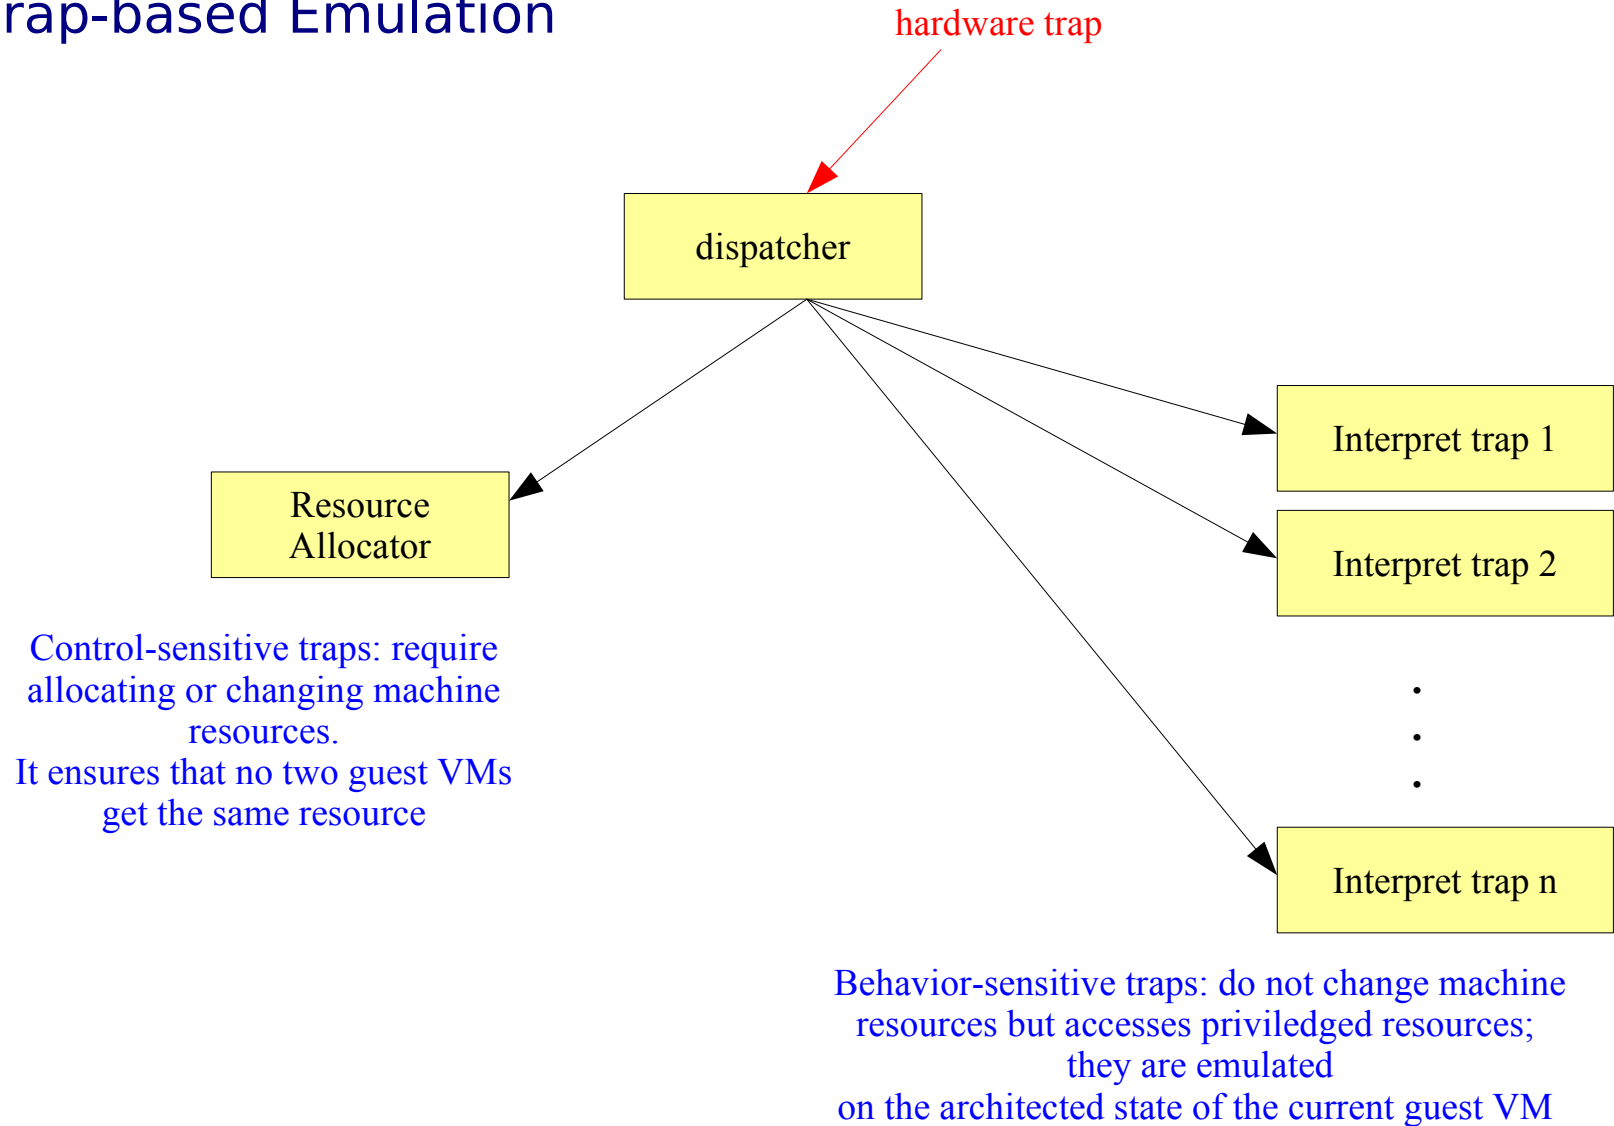 rap-based Emulation
hardware trap
dispatcher
Resource
Allocator
Control-sensitive traps: require
allocating or changing machine
resources.
It ensures that no two guest VMs
get the same resource
Interpret trap 1
Interpret trap 2
.
.
.
Interpret trap n
Behavior-sensitive traps: do not change machine
resources but accesses priviledged resources;
they are emulated
on the architected state of the current guest VM